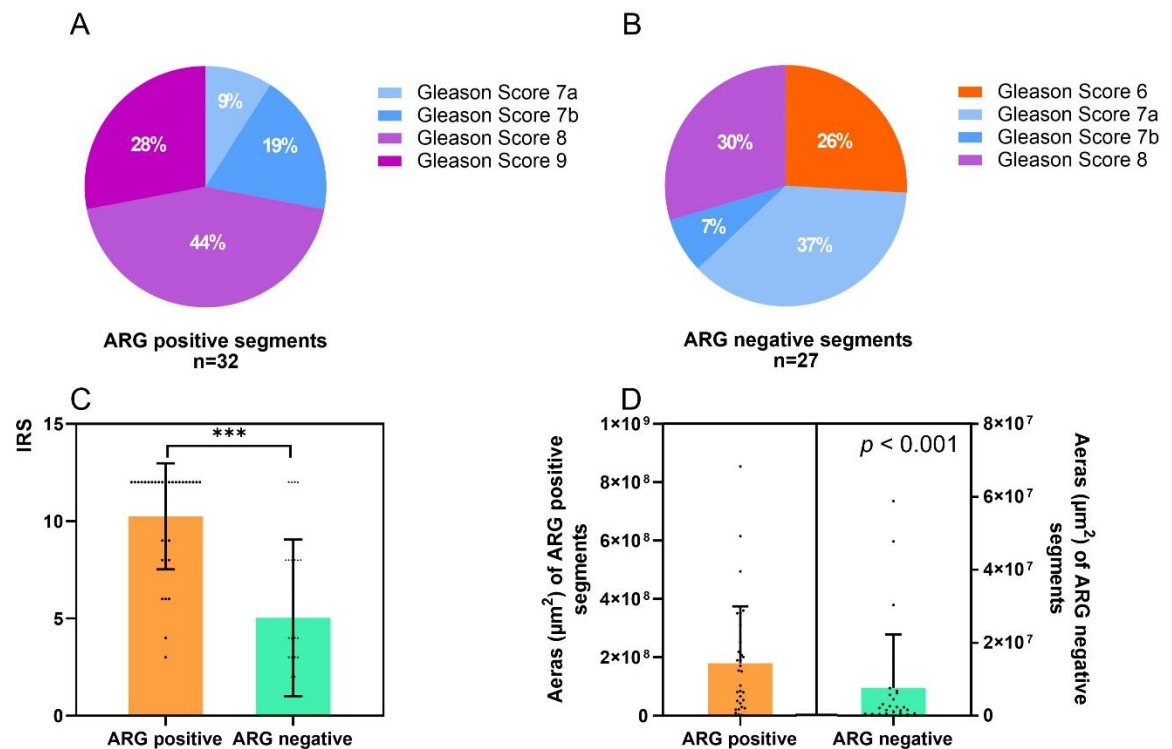 A
9%
19%
44%
28%
Gleason Score 7a
Gleason Score 7b
Gleason Score 8
Gleason Score 9
ARG positive segments
n=32
B
26%
37%
7%
30%
Gleason Score 6
Gleason Score 7a
Gleason Score 7b
Gleason Score 8
ARG negative segments
n=27
C
IRS
15
10
5
0
***
ARG positive
ARG negative
D
Aeras (μm²) of ARG positive
segments
1×10⁹
8×10⁸
6×10⁸
4×10⁸
2×10⁸
0
p < 0.001
8×10⁷
6×10⁷
4×10⁷
2×10⁷
0
Aeras (μm²) of ARG negative
segments
ARG positive
ARG negative